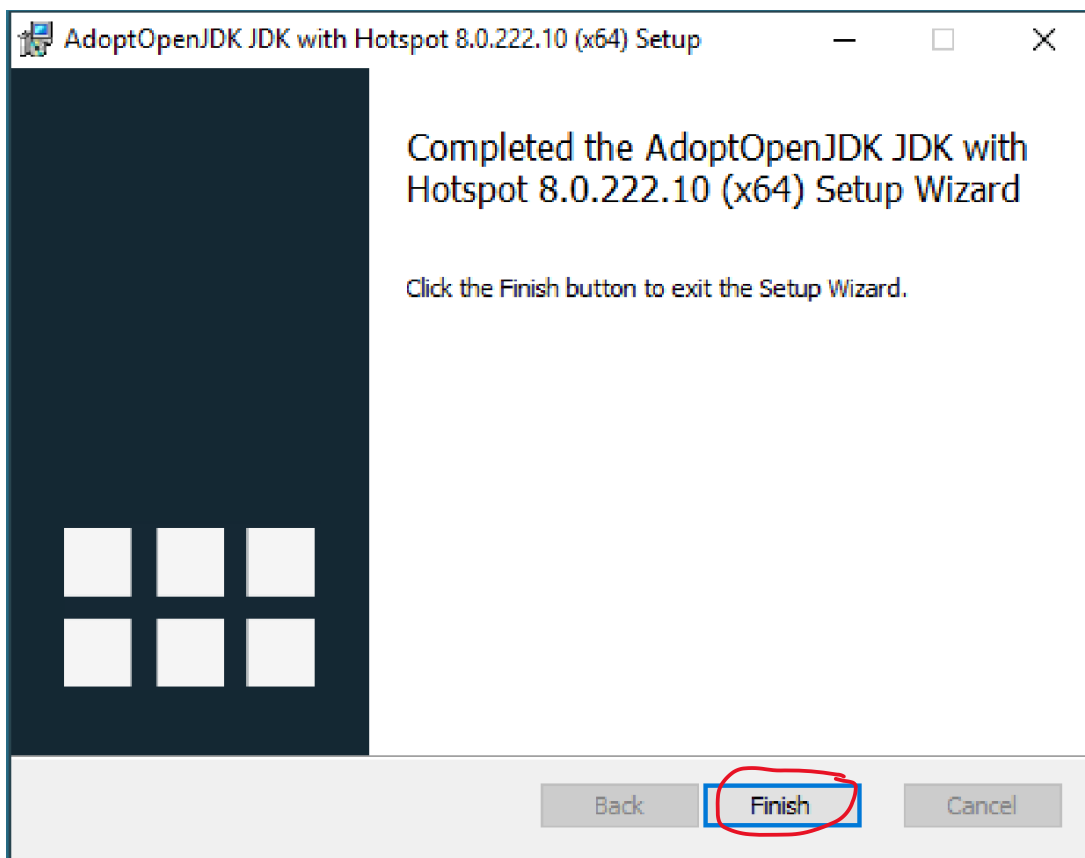 AdoptOpenJDK JDK with Hotspot 8.0.222.10 (x64) Setup
Completed the AdoptOpenJDK JDK with
Hotspot 8.0.222.10 (x64) Setup Wizard
Click the Finish button to exit the Setup Wizard.
Back Finish Cancel